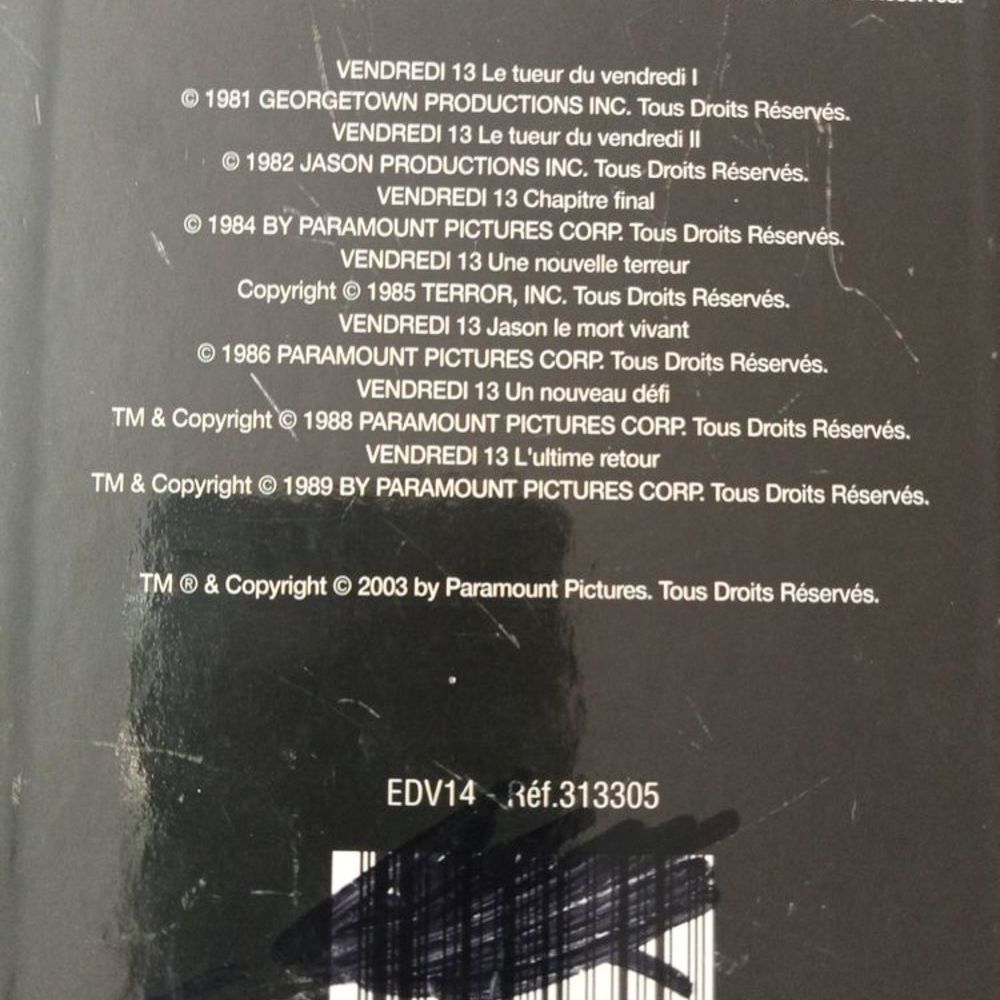 VENDREDI 13 Le tueur du vendredi I
© 1981 GEORGETOWN PRODUCTIONS INC. Tous Droits Réservés.
VENDREDI 13 Le tueur du vendredi II
© 1982 JASON PRODUCTIONS INC. Tous Droits Réservés.
VENDREDI 13 Chapitre final
© 1984 BY PARAMOUNT PICTURES CORP. Tous Droits Réservés.
VENDREDI 13 Une nouvelle terreur
Copyright © 1985 TERROR, INC. Tous Droits Réservés.
VENDREDI 13 Jason le mort vivant
© 1986 PARAMOUNT PICTURES CORP. Tous Droits Réservés.
VENDREDI 13 Un nouveau défi
TM & Copyright © 1988 PARAMOUNT PICTURES CORP. Tous Droits Réservés.
VENDREDI 13 L'ultime retour
TM & Copyright © 1989 BY PARAMOUNT PICTURES CORP. Tous Droits Réservés.
TM ® & Copyright © 2003 by Paramount Pictures. Tous Droits Réservés.
EDV14 - Réf.313305